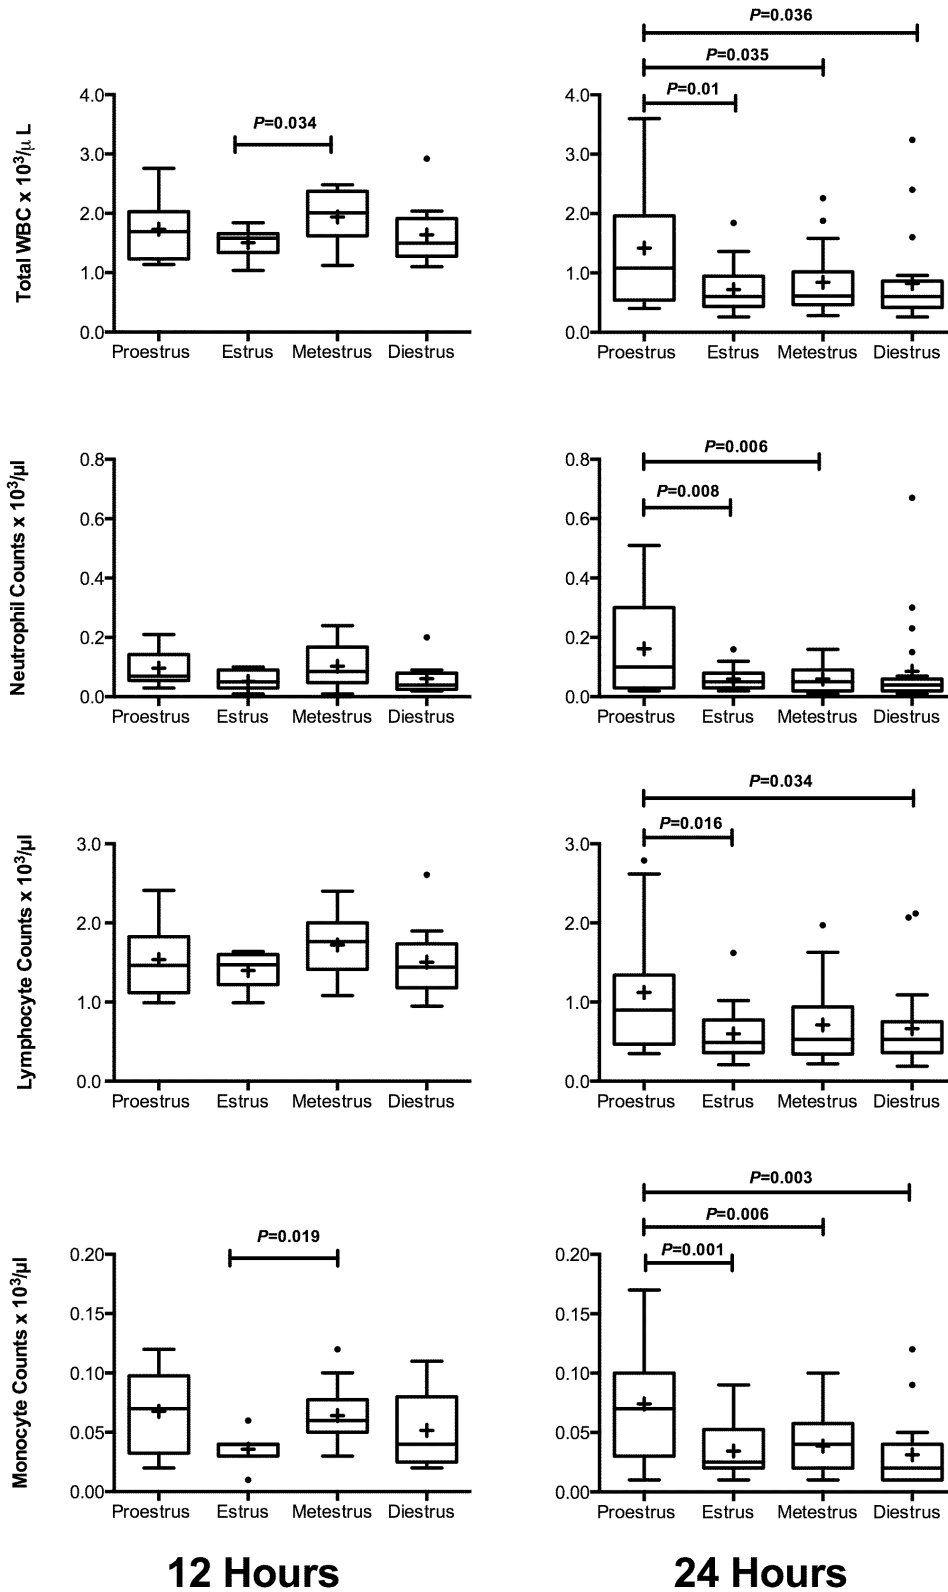 P=0.036
P=0.035
P=0.01
P=0.034
Total WBC x 10³/μ L
4.0
3.0
2.0
1.0
0.0
Proestrus Estrus Metestrus Diestrus
4.0
3.0
2.0
1.0
0.0
Proestrus Estrus Metestrus Diestrus
P=0.006
P=0.008
Neutrophil Counts x 10³/µl
0.8
0.6
0.4
0.2
0.0
Proestrus Estrus Metestrus Diestrus
0.8
0.6
0.4
0.2
0.0
Proestrus Estrus Metestrus Diestrus
P=0.034
P=0.016
Lymphocyte Counts x 10³/µl
3.0
2.0
1.0
0.0
Proestrus Estrus Metestrus Diestrus
3.0
2.0
1.0
0.0
Proestrus Estrus Metestrus Diestrus
P=0.003
P=0.006
P=0.001
P=0.019
Monocyte Counts x 10³/µl
0.20
0.15
0.10
0.05
0.00
Proestrus Estrus Metestrus Diestrus
0.20
0.15
0.10
0.05
0.00
Proestrus Estrus Metestrus Diestrus
12 Hours
24 Hours